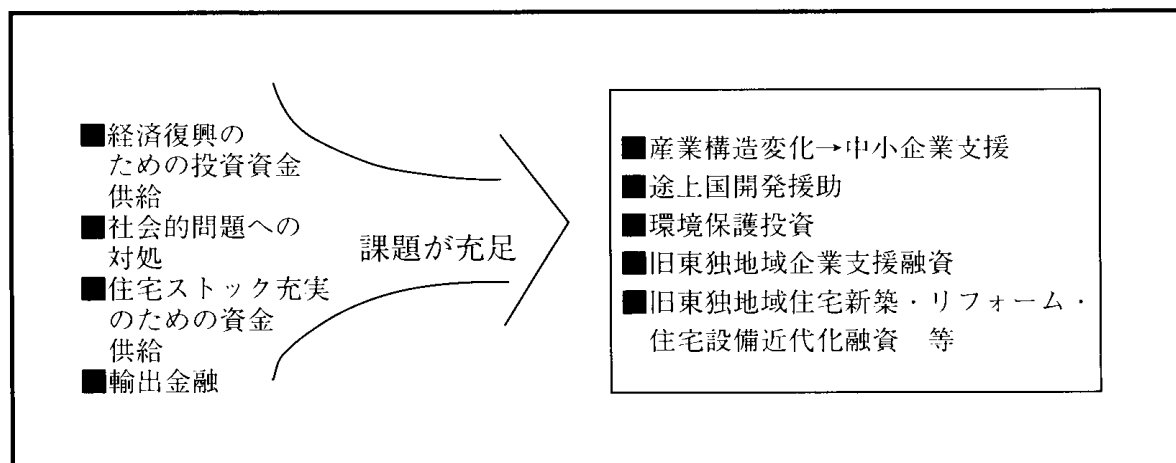 ■経済復興の
ための投資資金
供給
■社会的問題への
対処
■住宅ストック充実
のための資金
供給
■輸出金融
課題が充足
■産業構造変化→中小企業支援
■途上国開発援助
■環境保護投資
■旧東独地域企業支援融資
■旧東独地域住宅新築・リフォーム・
住宅設備近代化融資　等